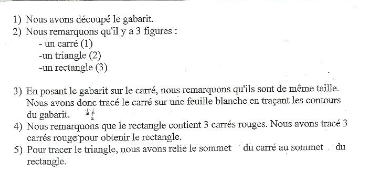 1) Nous avons découpé le gabarit.
2) Nous remarquons qu'il y a 3 figures :
- un carré (1)
-un triangle (2)
-un rectangle (3)
3) En posant le gabarit sur le carré, nous remarquons qu'ils sont de même taille.
Nous avons donc tracé le carré sur une feuille blanche en traçant les contours
du gabarit.
4) Nous remarquons que le rectangle contient 3 carrés rouges. Nous avons tracé 3
carrés rouge pour obtenir le rectangle.
5) Pour tracer le triangle, nous avons relie le sommet du carré au sommet du
rectangle.